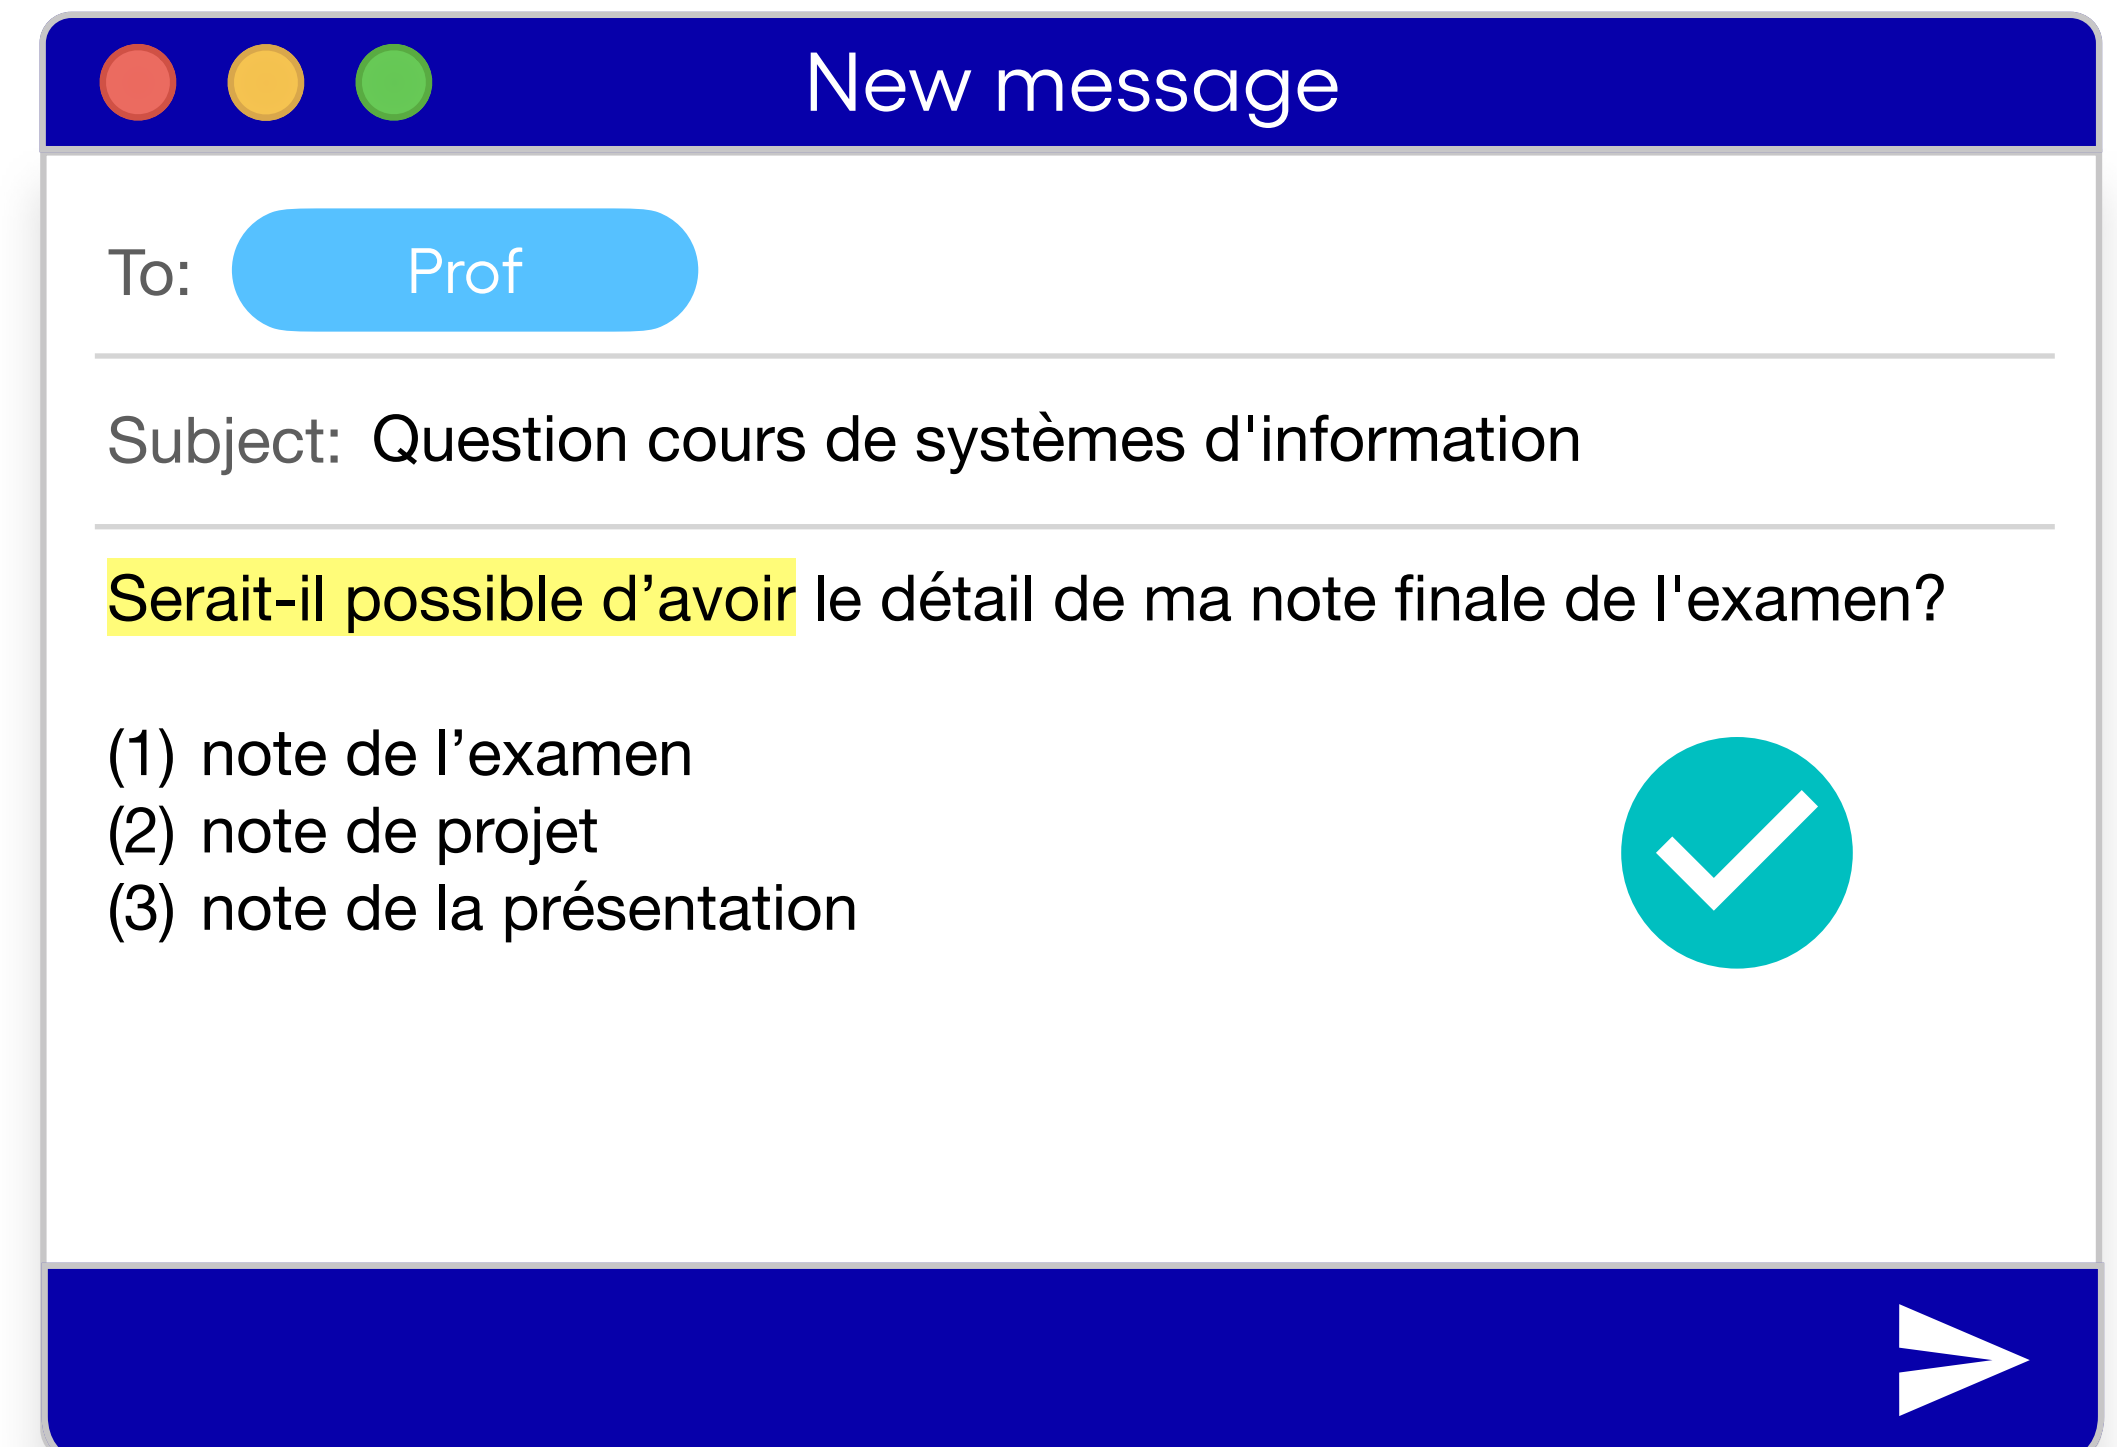 New message
To: Prof
Subject: Question cours de systèmes d'information
Serait-il possible d’avoir le détail de ma note finale de l'examen?
(1) note de l’examen
(2) note de projet
(3) note de la présentation